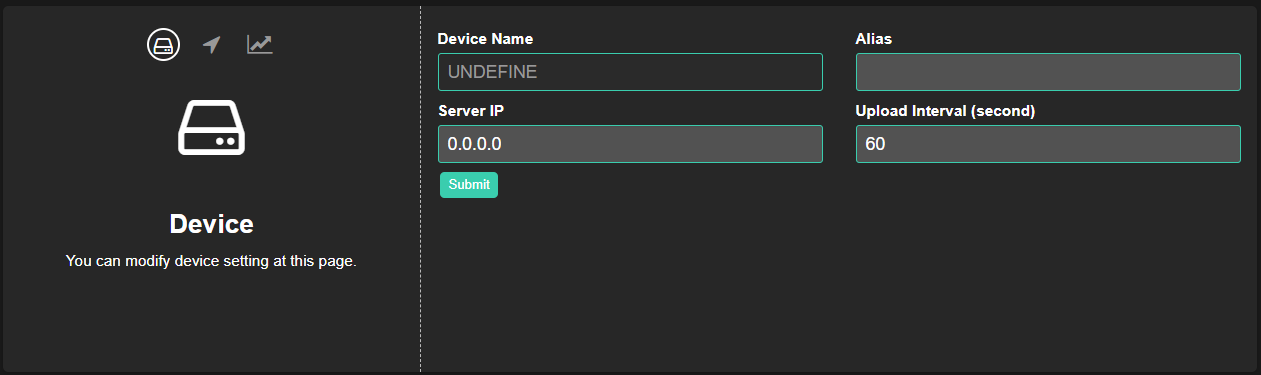 Device
You can modify device setting at this page.
Device Name
UNDEFINE
Alias
Server IP
0.0.0.0
Upload Interval (second)
60
Submit